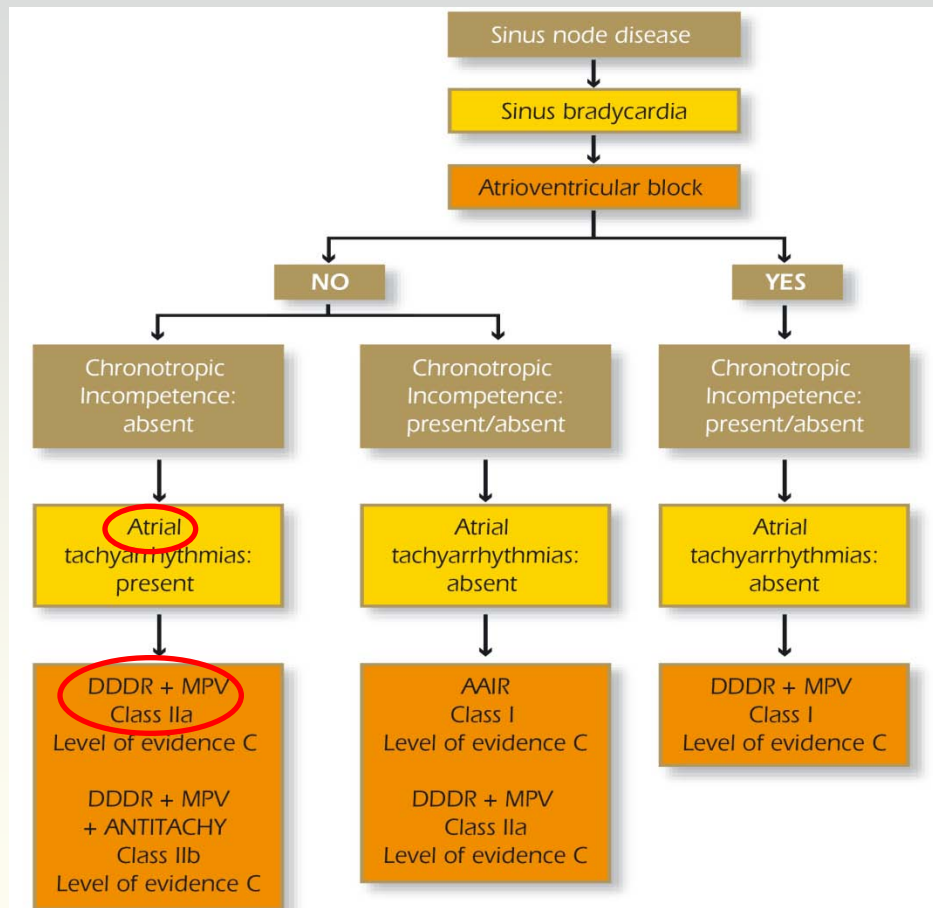 Sinus node disease
Sinus bradycardia
Atrioventricular block
NO
YES
Chronotropic
Incompetence:
absent
Chronotropic
Incompetence:
present/absent
Chronotropic
Incompetence:
present/absent
Atrial
tachyarrhythmias:
present
Atrial
tachyarrhythmias:
absent
Atrial
tachyarrhythmias:
absent
DDDR + MPV
Class IIa
Level of evidence C
DDDR + MPV
+ ANTITACHY
Class IIb
Level of evidence C
AAIR
Class I
Level of evidence C
DDDR + MPV
Class IIa
Level of evidence C
DDDR + MPV
Class I
Level of evidence C